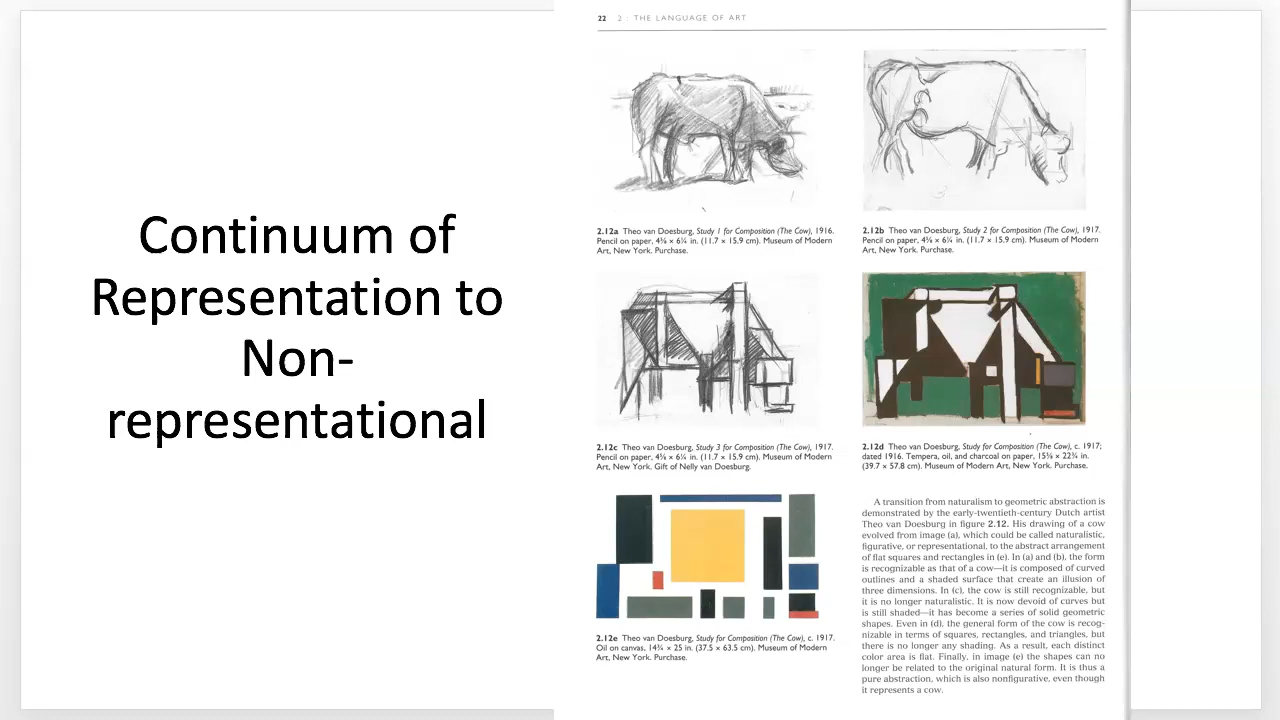 Continuum of
Representation to
Non-
representational
22 2 : THE LANGUAGE OF ART
2.12a Theo van Doesburg, Study 1 for Composition (The Cow), 1916.
Pencil on paper, 4⅝ × 6¼ in. (11.7 × 15.9 cm). Museum of Modern
Art, New York. Purchase.
2.12b Theo van Doesburg, Study 2 for Composition (The Cow), 1917.
Pencil on paper, 4⅝ × 6¼ in. (11.7 × 15.9 cm). Museum of Modern
Art, New York. Purchase.
2.12c Theo van Doesburg, Study 3 for Composition (The Cow), 1917.
Pencil on paper, 4⅝ × 6¼ in. (11.7 × 15.9 cm). Museum of Modern
Art, New York. Gift of Nelly van Doesburg.
2.12d Theo van Doesburg, Study for Composition (The Cow), c. 1917;
dated 1916. Tempera, oil, and charcoal on paper, 15⅝ × 22¾ in.
(39.7 × 57.8 cm). Museum of Modern Art, New York. Purchase.
2.12e Theo van Doesburg, Study for Composition (The Cow), c. 1917.
Oil on canvas, 14¾ × 25 in. (37.5 × 63.5 cm). Museum of Modern
Art, New York. Purchase.
A transition from naturalism to geometric abstraction is
demonstrated by the early-twentieth-century Dutch artist
Theo van Doesburg in figure 2.12. His drawing of a cow
evolved from image (a), which could be called naturalistic,
figurative, or representational, to the abstract arrangement
of flat squares and rectangles in (e). In (a) and (b), the form
is recognizable as that of a cow—it is composed of curved
outlines and a shaded surface that create an illusion of
three dimensions. In (c), the cow is still recognizable, but
it is no longer naturalistic. It is now devoid of curves but
is still shaded—it has become a series of solid geometric
shapes. Even in (d), the general form of the cow is recog-
nizable in terms of squares, rectangles, and triangles, but
there is no longer any shading. As a result, each distinct
color area is flat. Finally, in image (e) the shapes can no
longer be related to the original natural form. It is thus a
pure abstraction, which is also nonfigurative, even though
it represents a cow.